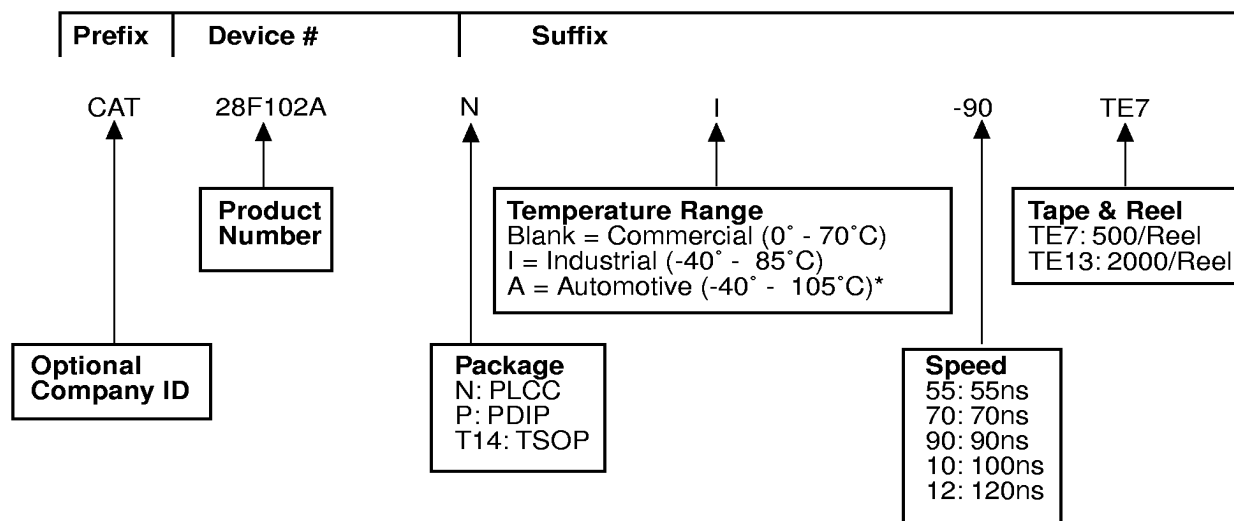 Prefix Device # Suffix
CAT 28F102A N I -90 TE7
Product
Number
Temperature Range
Blank = Commercial (0˚ - 70˚C)
I = Industrial (-40˚ - 85˚C)
A = Automotive (-40˚ - 105˚C)*
Tape & Reel
TE7: 500/Reel
TE13: 2000/Reel
Optional
Company ID
Package
N: PLCC
P: PDIP
T14: TSOP
Speed
55: 55ns
70: 70ns
90: 90ns
10: 100ns
12: 120ns